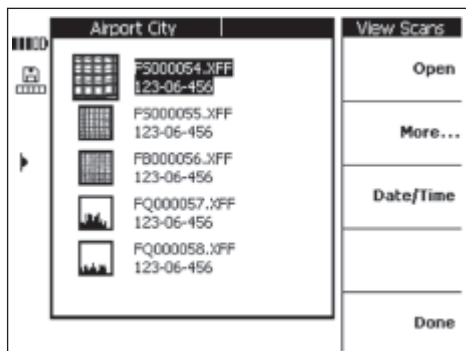 Airport City
View Scans
FS000054.XFF
123-06-456
FS000055.XFF
123-06-456
FB000056.XFF
123-06-456
FQ000057.XFF
123-06-456
FQ000058.XFF
123-06-456
Open
More...
Date/Time
Done